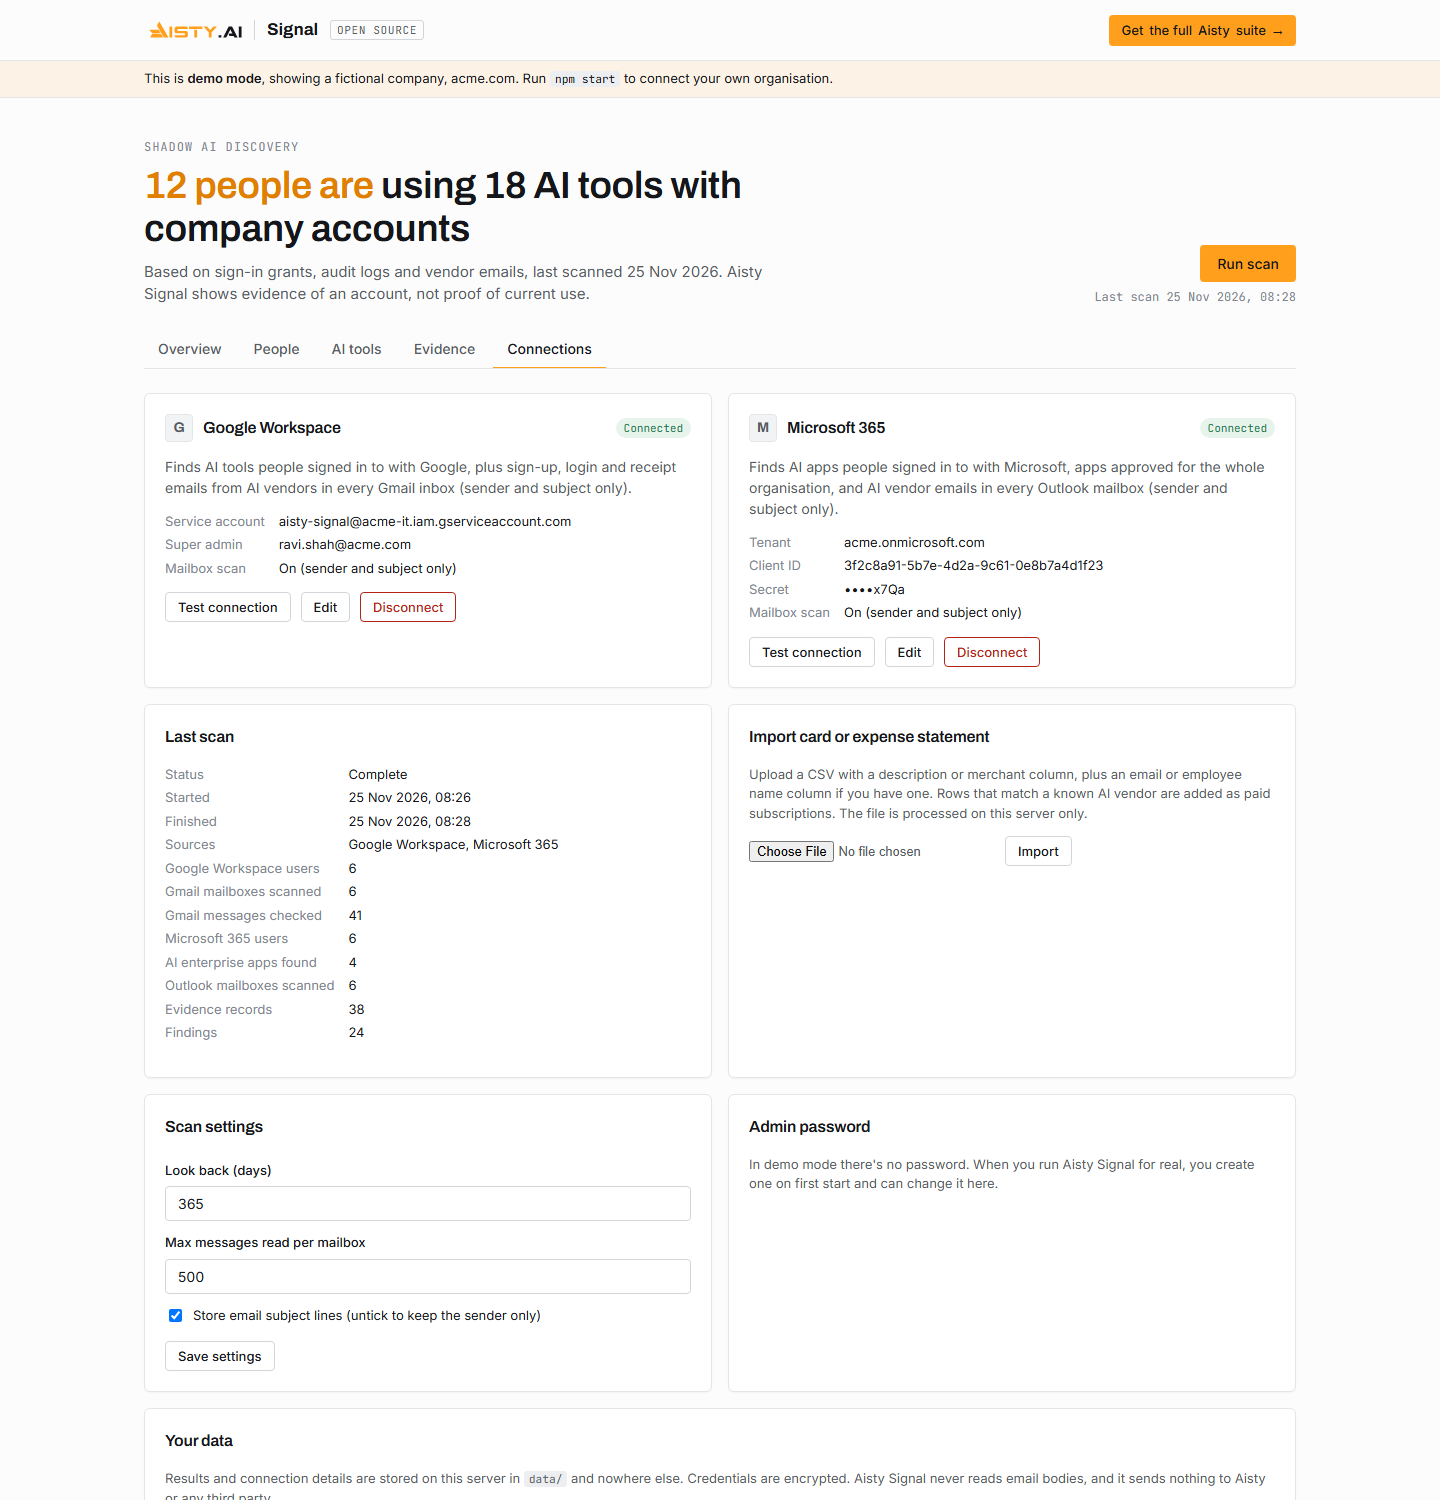 AISTY.AI Signal OPEN SOURCE Get the full Aisty suite →
This is demo mode, showing a fictional company, acme.com. Run npm start to connect your own organisation.
SHADOW AI DISCOVERY
12 people are using 18 AI tools with
company accounts
Based on sign-in grants, audit logs and vendor emails, last scanned 25 Nov 2026. Aisty
Signal shows evidence of an account, not proof of current use.
Run scan
Last scan 25 Nov 2026, 08:28
Overview People AI tools Evidence Connections
G Google Workspace Connected
Finds AI tools people signed in to with Google, plus sign-up, login and receipt
emails from AI vendors in every Gmail inbox (sender and subject only).
Service account aisty-signal@acme-it.iam.gserviceaccount.com
Super admin ravi.shah@acme.com
Mailbox scan On (sender and subject only)
Test connection Edit Disconnect
M Microsoft 365 Connected
Finds AI apps people signed in to with Microsoft, apps approved for the whole
organisation, and AI vendor emails in every Outlook mailbox (sender and
subject only).
Tenant acme.onmicrosoft.com
Client ID 3f2c8a91-5b7e-4d2a-9c61-0e8b7a4d1f23
Secret ••••x7Qa
Mailbox scan On (sender and subject only)
Test connection Edit Disconnect
Last scan
Status Complete
Started 25 Nov 2026, 08:26
Finished 25 Nov 2026, 08:28
Sources Google Workspace, Microsoft 365
Google Workspace users 6
Gmail mailboxes scanned 6
Gmail messages checked 41
Microsoft 365 users 6
AI enterprise apps found 4
Outlook mailboxes scanned 6
Evidence records 38
Findings 24
Import card or expense statement
Upload a CSV with a description or merchant column, plus an email or employee
name column if you have one. Rows that match a known AI vendor are added as paid
subscriptions. The file is processed on this server only.
Choose File No file chosen Import
Scan settings
Look back (days)
365
Max messages read per mailbox
500
Store email subject lines (untick to keep the sender only)
Save settings
Admin password
In demo mode there's no password. When you run Aisty Signal for real, you create
one on first start and can change it here.
Your data
Results and connection details are stored on this server in data/ and nowhere else. Credentials are encrypted. Aisty Signal never reads email bodies, and it sends nothing to Aisty
or any third party.